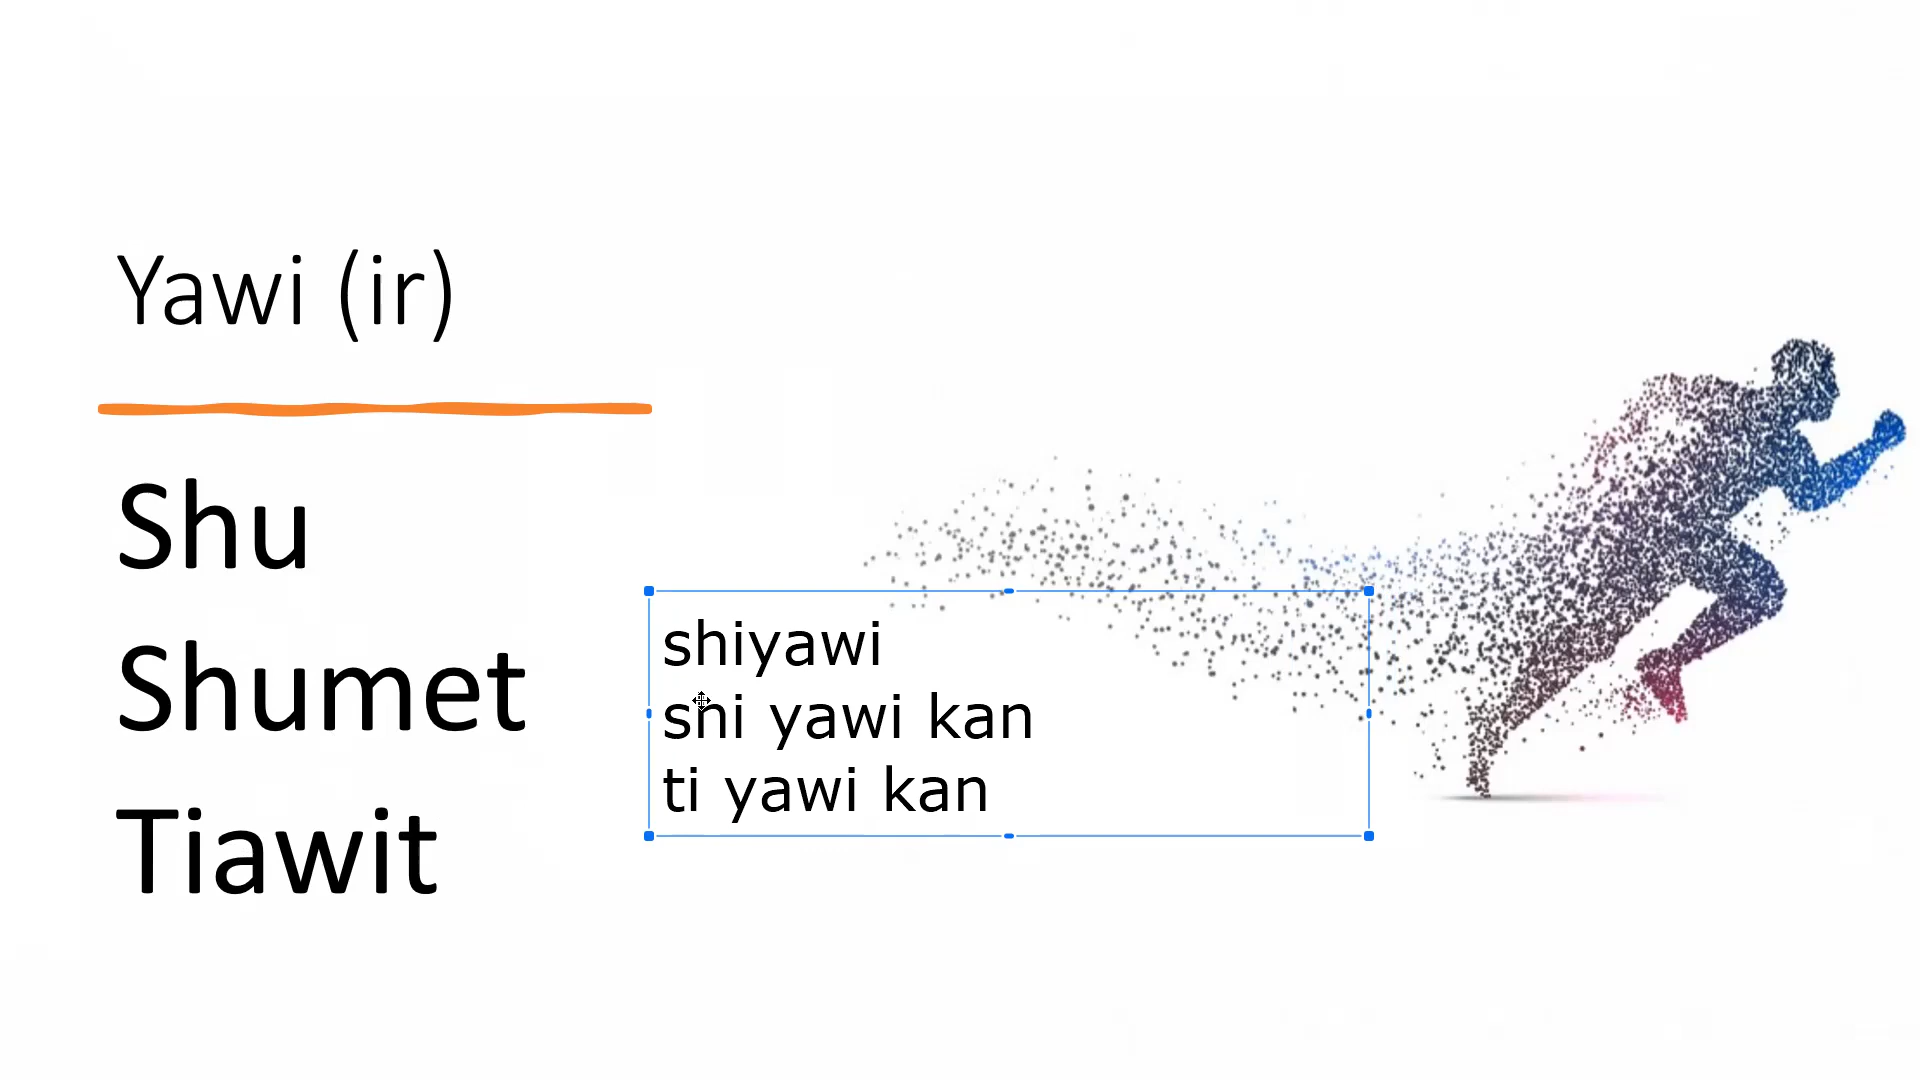 Yawi (ir)
Shu
Shumet
Tiawit
shiyawi
shi yawi kan
ti yawi kan